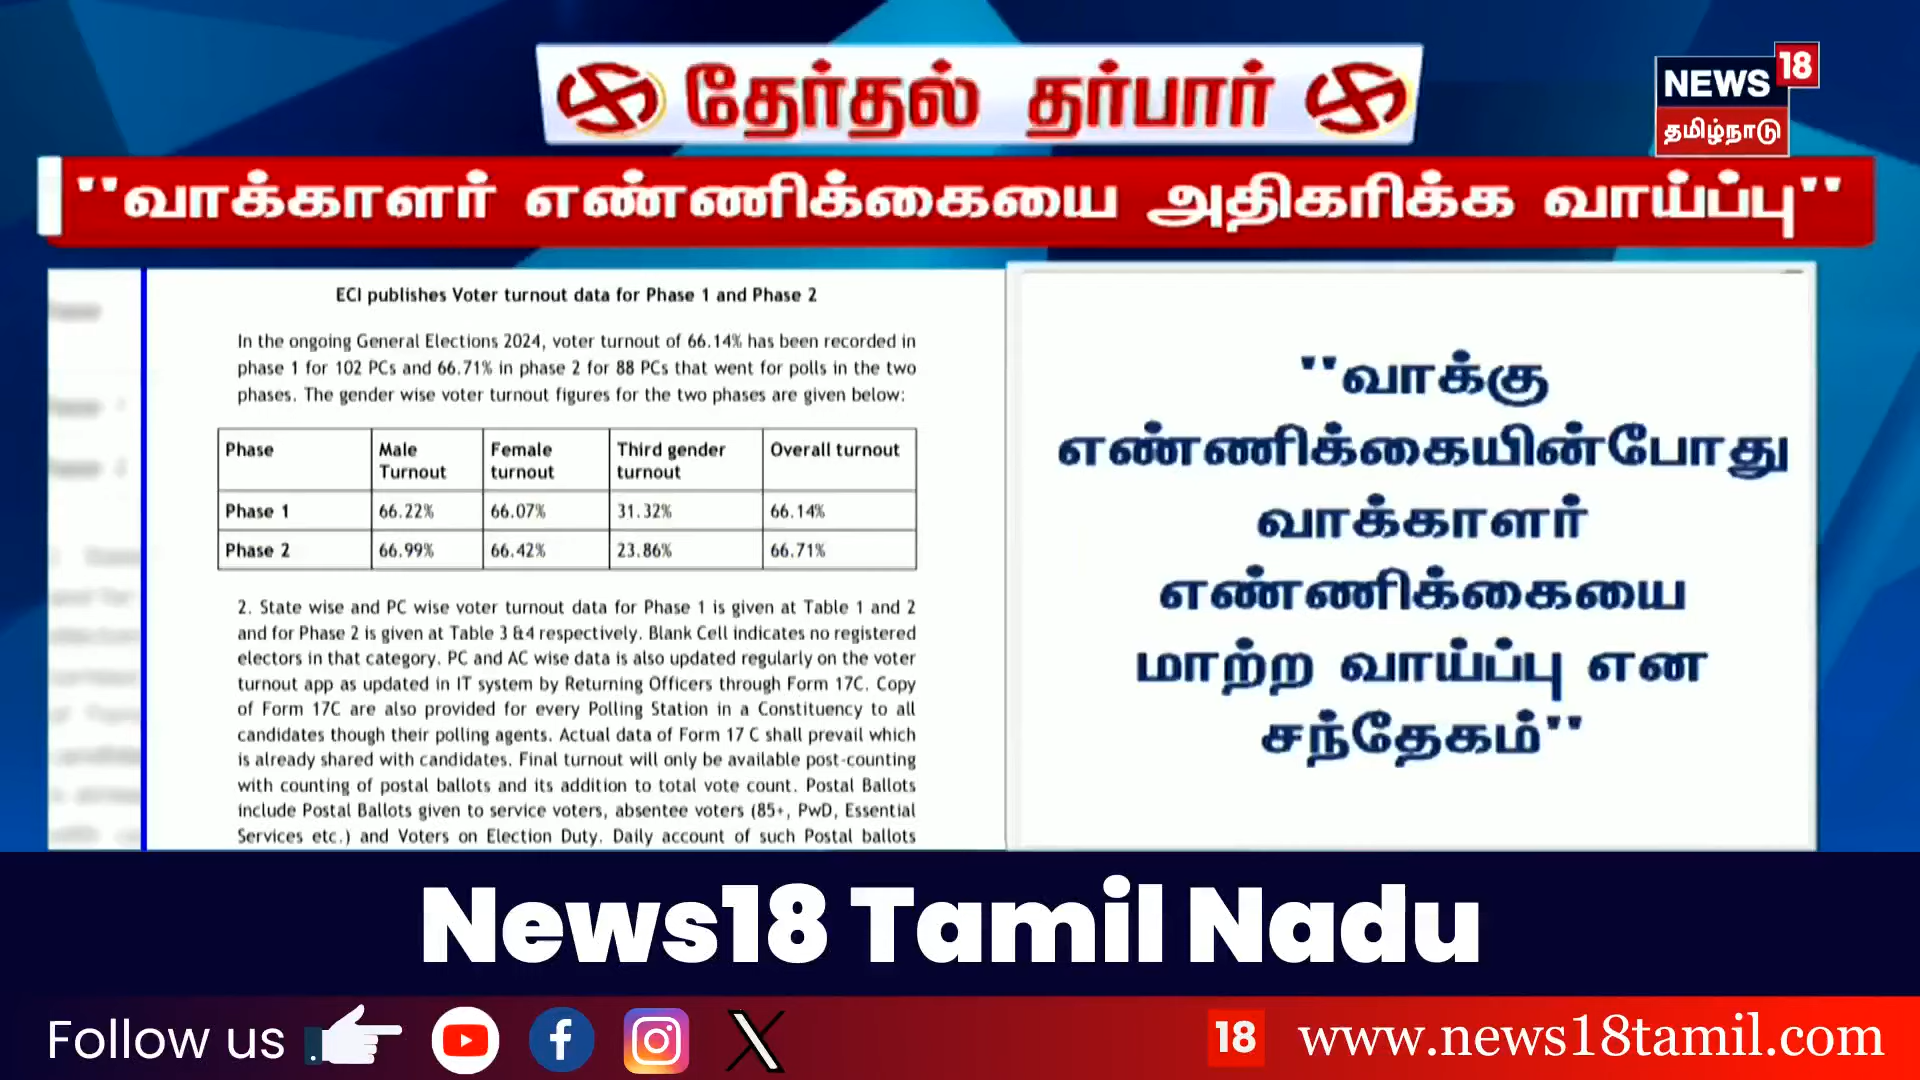 தேர்தல் தர்பார்
NEWS 18
தமிழ்நாடு
"வாக்காளர் எண்ணிக்கையை அதிகரிக்க வாய்ப்பு"
ECI publishes Voter turnout data for Phase 1 and Phase 2
In the ongoing General Elections 2024, voter turnout of 66.14% has been recorded in
phase 1 for 102 PCs and 66.71% in phase 2 for 88 PCs that went for polls in the two
phases. The gender wise voter turnout figures for the two phases are given below:
Phase Male Turnout Female turnout Third gender turnout Overall turnout
Phase 1 66.22% 66.07% 31.32% 66.14%
Phase 2 66.99% 66.42% 23.86% 66.71%
2. State wise and PC wise voter turnout data for Phase 1 is given at Table 1 and 2
and for Phase 2 is given at Table 3 &4 respectively. Blank Cell indicates no registered
electors in that category. PC and AC wise data is also updated regularly on the voter
turnout app as updated in IT system by Returning Officers through Form 17C. Copy
of Form 17C are also provided for every Polling Station in a Constituency to all
candidates though their polling agents. Actual data of Form 17 C shall prevail which
is already shared with candidates. Final turnout will only be available post-counting
with counting of postal ballots and its addition to total vote count. Postal Ballots
include Postal Ballots given to service voters, absentee voters (85+, PwD, Essential
Services etc.) and Voters on Election Duty. Daily account of such Postal ballots
"வாக்கு
எண்ணிக்கையின்போது
வாக்காளர்
எண்ணிக்கையை
மாற்ற வாய்ப்பு என
சந்தேகம்"
News18 Tamil Nadu
Follow us
18 www.news18tamil.com